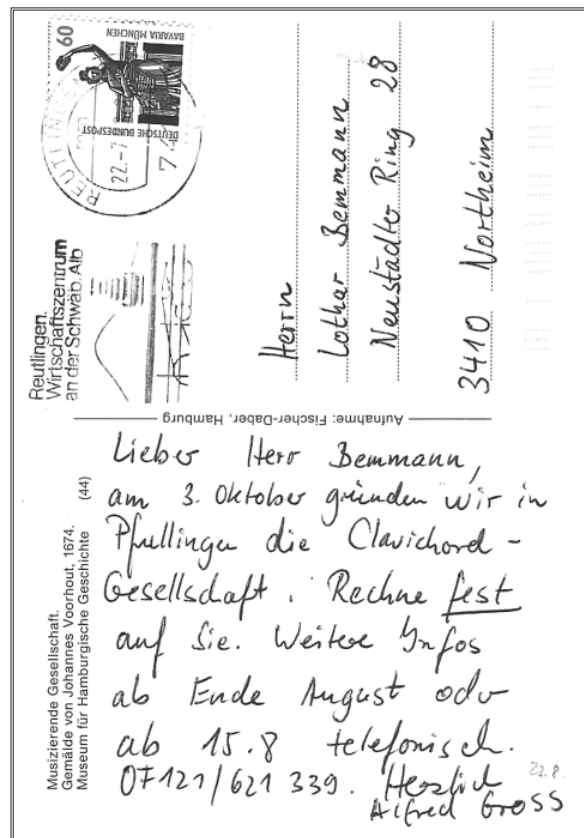 60
BAVARIA MÜNCHEN
DEUTSCHE BUNDESPOST
REUTLINGEN
22.-7
7
Reutlingen.
Wirtschaftszentrum
an der Schwäb. Alb
Herrn
Lothar Bemmann
Neustädter Ring 28
3410 Northeim
Aufnahme: Fischer-Daber, Hamburg
Musizierende Gesellschaft.
Gemälde von Johannes Voorhout, 1674.
Museum für Hamburgische Geschichte (44)
Lieber Herr Bemmann,
am 3. Oktober gründen wir in
Pfullingen die Clavichord-
Gesellschaft. Rechne fest
auf Sie. Weitere Infos
ab Ende August oder
ab 15.8 telefonisch.
07121/621 339. Herzlich
Alfred Gross
22.8.